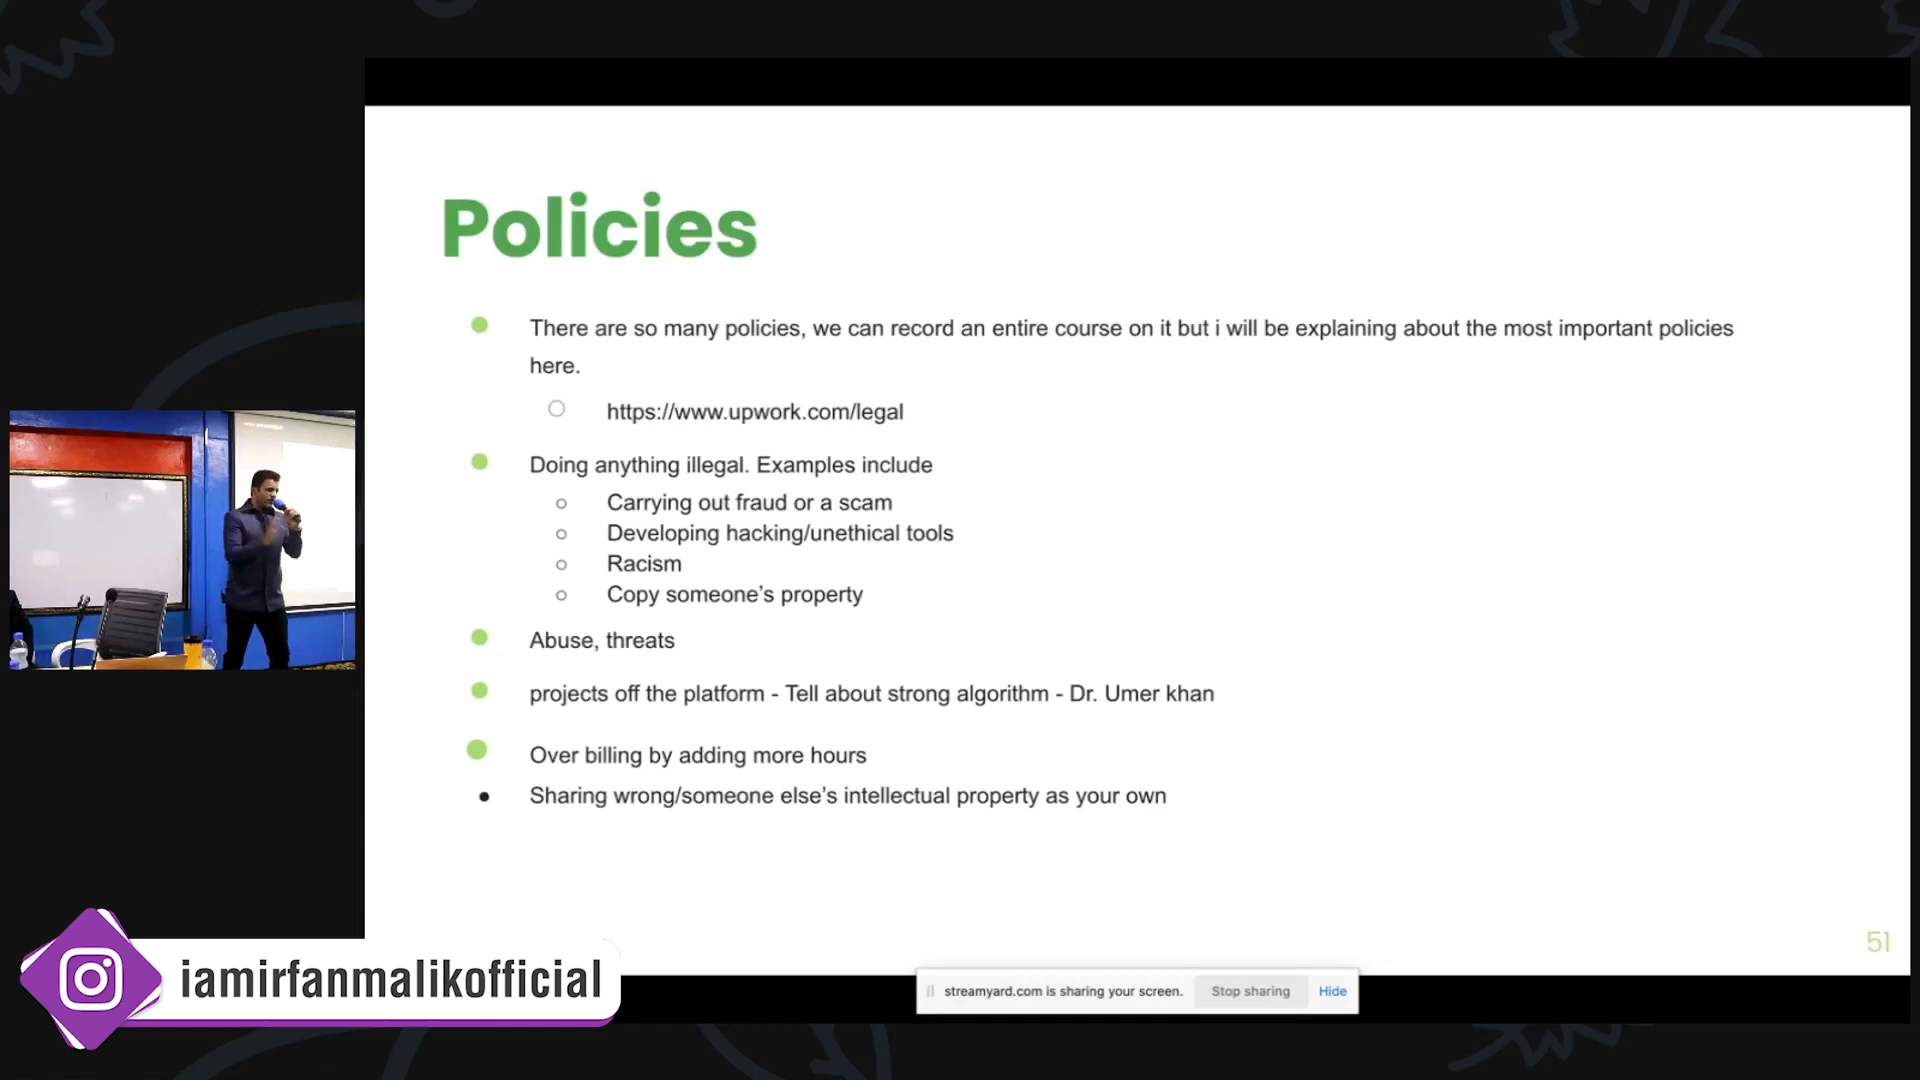 Policies
There are so many policies, we can record an entire course on it but i will be explaining about the most important policies
here.
https://www.upwork.com/legal
Doing anything illegal. Examples include
Carrying out fraud or a scam
Developing hacking/unethical tools
Racism
Copy someone’s property
Abuse, threats
projects off the platform - Tell about strong algorithm - Dr. Umer khan
Over billing by adding more hours
Sharing wrong/someone else’s intellectual property as your own
51
iamirfanmalikofficial
streamyard.com is sharing your screen. Stop sharing Hide